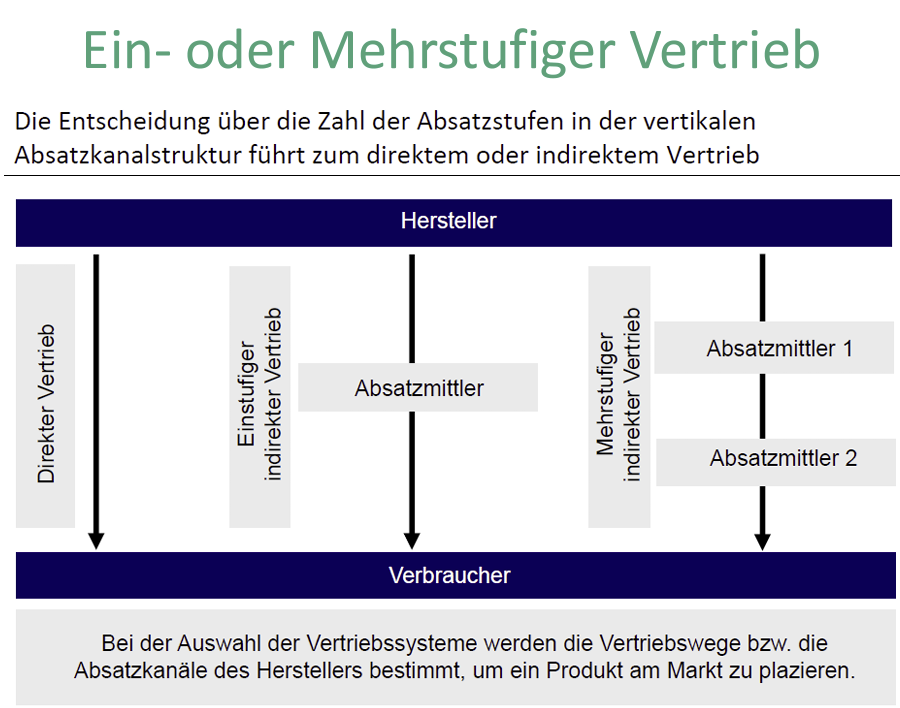 Ein- oder Mehrstufiger Vertrieb
Die Entscheidung über die Zahl der Absatzstufen in der vertikalen
Absatzkanalstruktur führt zum direktem oder indirektem Vertrieb
Hersteller
Direkter Vertrieb
Einstufiger
indirekter Vertrieb
Absatzmittler
Mehrstufiger
indirekter Vertrieb
Absatzmittler 1
Absatzmittler 2
Verbraucher
Bei der Auswahl der Vertriebssysteme werden die Vertriebswege bzw. die
Absatzkanäle des Herstellers bestimmt, um ein Produkt am Markt zu plazieren.